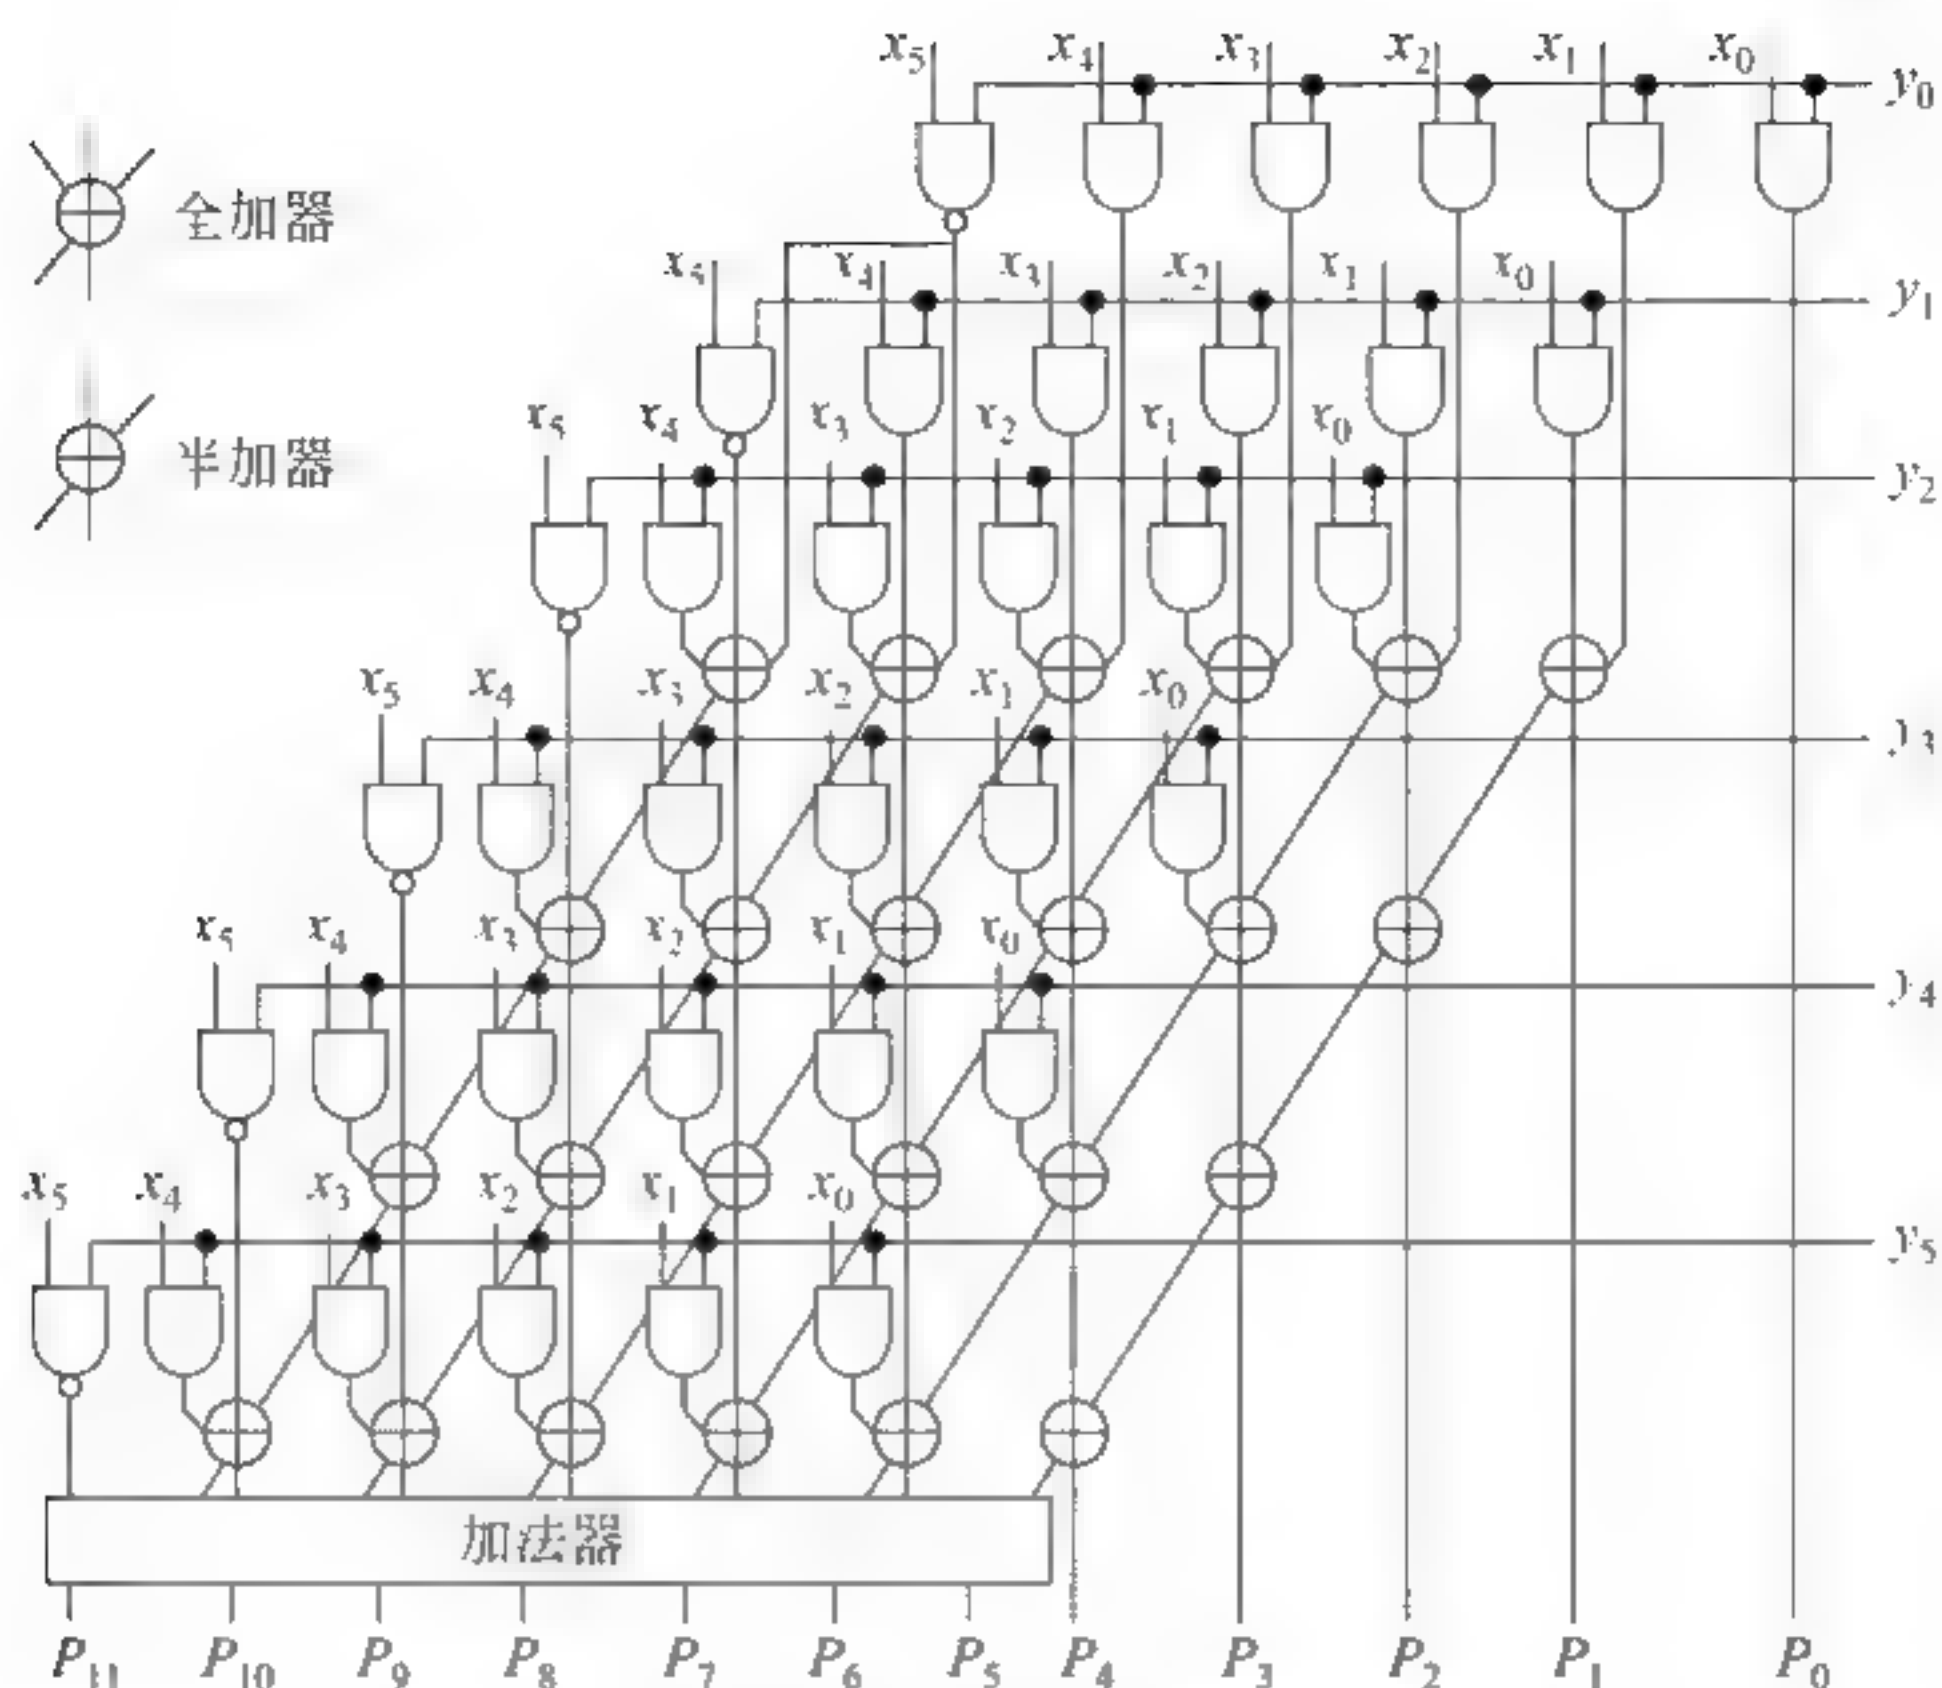 x5 x4 x3 x2 x1 x0 y0
全加器
x5 x4 x3 x2 x1 x0 y1
半加器
x5 x4 x3 x2 x1 x0 y2
x5 x4 x3 x2 x1 x0 y3
x5 x4 x3 x2 x1 x0 y4
x5 x4 x3 x2 x1 x0 y5
加法器
P11 P10 P9 P8 P7 P6 P5 P4 P3 P2 P1 P0